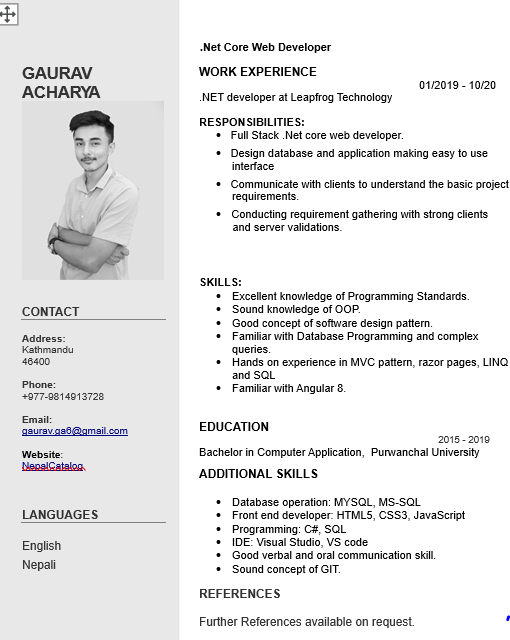 GAURAV
ACHARYA
CONTACT
Address:
Kathmandu
46400
Phone:
+977-9814913728
Email:
gaurav.ga6@gmail.com
Website:
NepalCatalog
LANGUAGES
English
Nepali
.Net Core Web Developer
WORK EXPERIENCE
01/2019 - 10/20
.NET developer at Leapfrog Technology
RESPONSIBILITIES:
• Full Stack .Net core web developer.
• Design database and application making easy to use
interface
• Communicate with clients to understand the basic project
requirements.
• Conducting requirement gathering with strong clients
and server validations.
SKILLS:
• Excellent knowledge of Programming Standards.
• Sound knowledge of OOP.
• Good concept of software design pattern.
• Familiar with Database Programming and complex
queries.
• Hands on experience in MVC pattern, razor pages, LINQ
and SQL
• Familiar with Angular 8.
EDUCATION
2015 - 2019
Bachelor in Computer Application, Purwanchal University
ADDITIONAL SKILLS
• Database operation: MYSQL, MS-SQL
• Front end developer: HTML5, CSS3, JavaScript
• Programming: C#, SQL
• IDE: Visual Studio, VS code
• Good verbal and oral communication skill.
• Sound concept of GIT.
REFERENCES
Further References available on request.